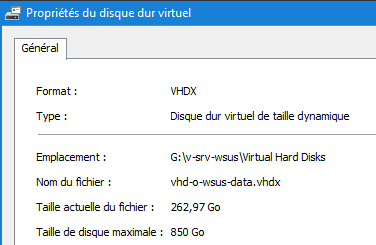 Propriétés du disque dur virtuel
Général
Format : VHDX
Type : Disque dur virtuel de taille dynamique
Emplacement : G:\v-srv-wsus\Virtual Hard Disks
Nom du fichier : vhd-o-wsus-data.vhdx
Taille actuelle du fichier : 262,97 Go
Taille de disque maximale : 850 Go